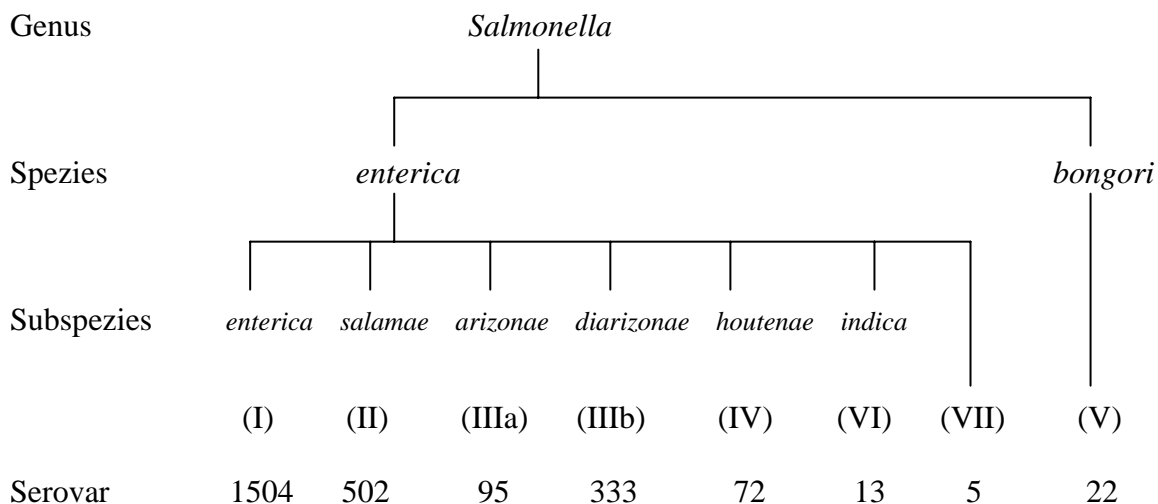 Genus Salmonella
Spezies enterica bongori
Subspezies enterica salamae arizonae diarizonae houtenae indica
(I) (II) (IIIa) (IIIb) (IV) (VI) (VII) (V)
Serovar 1504 502 95 333 72 13 5 22